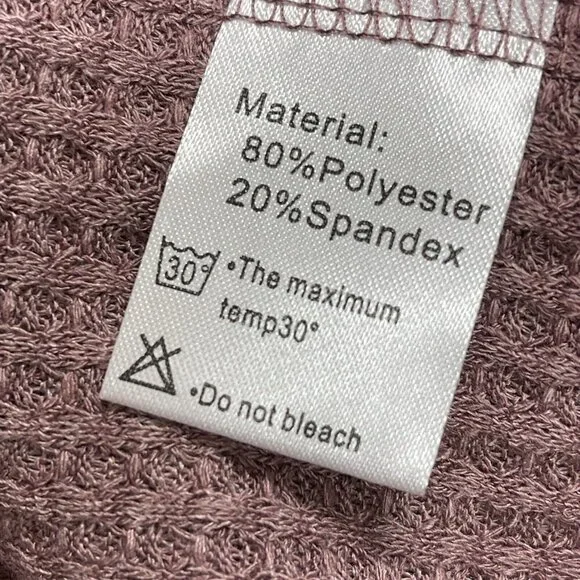 Material:
80%Polyester
20%Spandex
30° •The maximum
temp30°
•Do not bleach